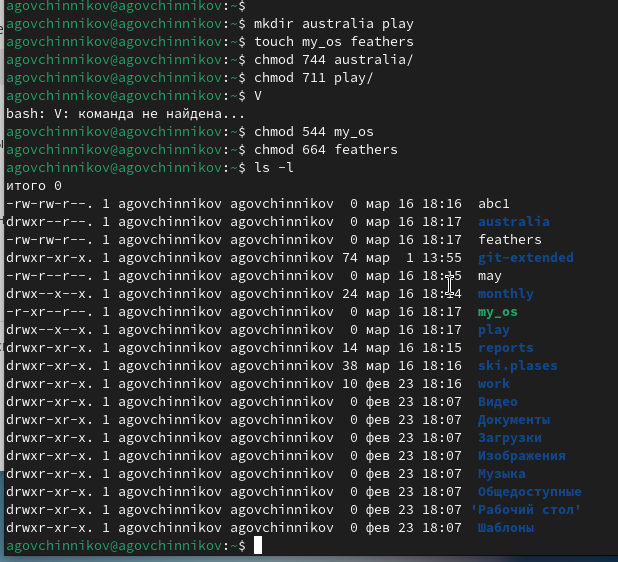 agovchinnikov@agovchinnikov:~$
agovchinnikov@agovchinnikov:~$ mkdir australia play
agovchinnikov@agovchinnikov:~$ touch my_os feathers
agovchinnikov@agovchinnikov:~$ chmod 744 australia/
agovchinnikov@agovchinnikov:~$ chmod 711 play/
agovchinnikov@agovchinnikov:~$ V
bash: V: команда не найдена...
agovchinnikov@agovchinnikov:~$ chmod 544 my_os
agovchinnikov@agovchinnikov:~$ chmod 664 feathers
agovchinnikov@agovchinnikov:~$ ls -l
итого 0
-rw-rw-r--. 1 agovchinnikov agovchinnikov 0 мар 16 18:16 abc1
drwxr--r--. 1 agovchinnikov agovchinnikov 0 мар 16 18:17 australia
-rw-rw-r--. 1 agovchinnikov agovchinnikov 0 мар 16 18:17 feathers
drwxr-xr-x. 1 agovchinnikov agovchinnikov 74 мар 1 13:55 git-extended
-rw-r--r--. 1 agovchinnikov agovchinnikov 0 мар 16 may
drwx--x--x. 1 agovchinnikov agovchinnikov 24 мар 16 monthly
-r-xr--r--. 1 agovchinnikov agovchinnikov 0 мар 16 18:17 my_os
drwx--x--x. 1 agovchinnikov agovchinnikov 0 мар 16 18:17 play
drwxr-xr-x. 1 agovchinnikov agovchinnikov 14 мар 16 18:15 reports
drwxr-xr-x. 1 agovchinnikov agovchinnikov 38 мар 16 18:16 ski.plases
drwxr-xr-x. 1 agovchinnikov agovchinnikov 10 фев 23 18:16 work
drwxr-xr-x. 1 agovchinnikov agovchinnikov 0 фев 23 18:07 Видео
drwxr-xr-x. 1 agovchinnikov agovchinnikov 0 фев 23 18:07 Документы
drwxr-xr-x. 1 agovchinnikov agovchinnikov 0 фев 23 18:07 Загрузки
drwxr-xr-x. 1 agovchinnikov agovchinnikov 0 фев 23 18:07 Изображения
drwxr-xr-x. 1 agovchinnikov agovchinnikov 0 фев 23 18:07 Музыка
drwxr-xr-x. 1 agovchinnikov agovchinnikov 0 фев 23 18:07 Общедоступные
drwxr-xr-x. 1 agovchinnikov agovchinnikov 0 фев 23 18:07 'Рабочий стол'
drwxr-xr-x. 1 agovchinnikov agovchinnikov 0 фев 23 18:07 Шаблоны
agovchinnikov@agovchinnikov:~$